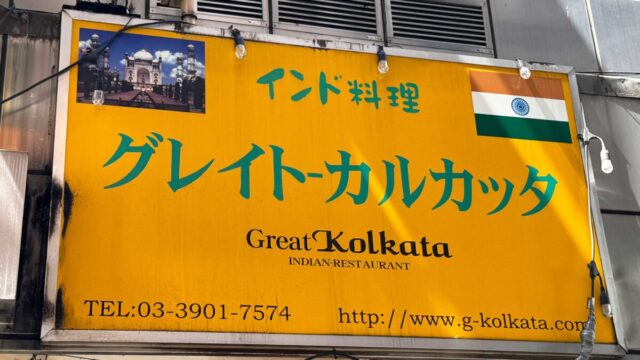 インド料理
グレイト-カルカッタ
Great Kolkata
INDIAN-RESTAURANT
TEL:03-3901-7574 http://www.g-kolkata.com